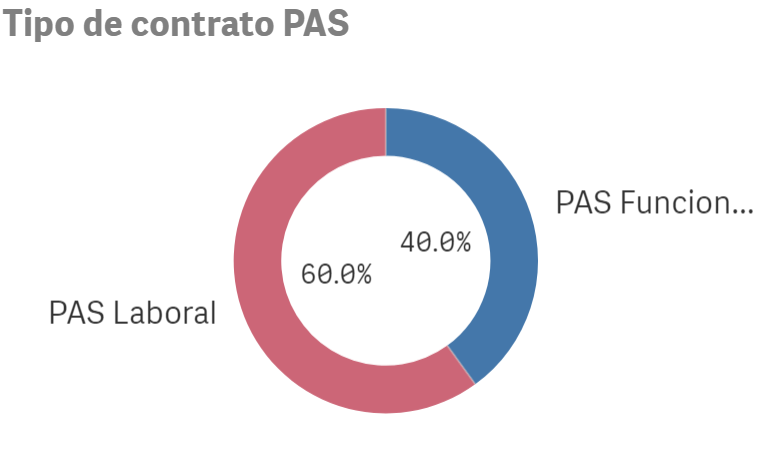 Tipo de contrato PAS
PAS Funcion...
40.0%
60.0%
PAS Laboral